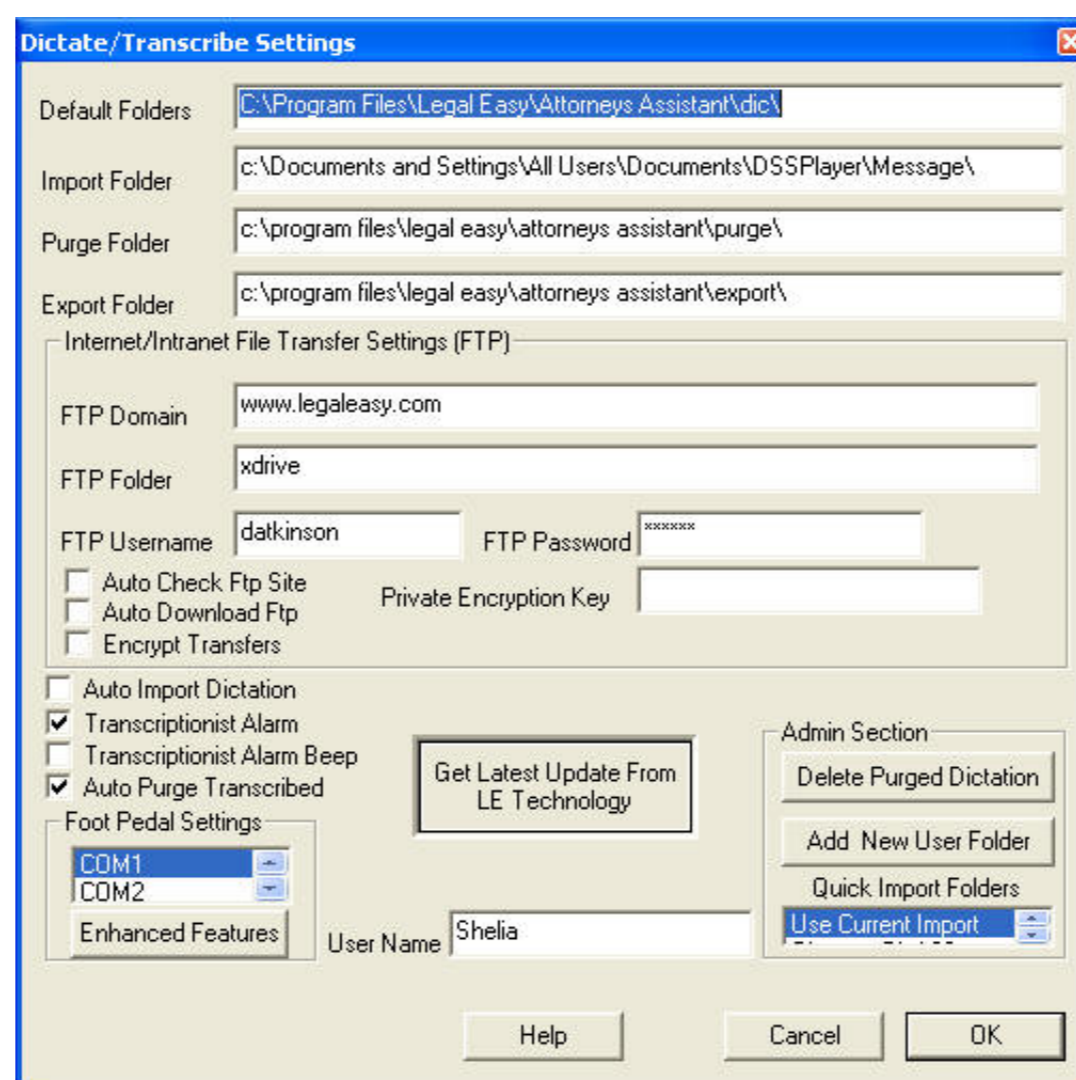 Dictate/Transcribe Settings
Default Folders C:\Program Files\Legal Easy\Attorneys Assistant\dic\
Import Folder c:\Documents and Settings\All Users\Documents\DSSPlayer\Message\
Purge Folder c:\program files\legal easy\attorneys assistant\purge\
Export Folder c:\program files\legal easy\attorneys assistant\export\
Internet/Intranet File Transfer Settings (FTP)
FTP Domain www.legaleasy.com
FTP Folder xdrive
FTP Username datkinson FTP Password ××××××
Auto Check Ftp Site
Private Encryption Key
Auto Download Ftp
Encrypt Transfers
Auto Import Dictation
Transcriptionist Alarm
Transcriptionist Alarm Beep
Auto Purge Transcribed
Get Latest Update From
LE Technology
Admin Section
Delete Purged Dictation
Add New User Folder
Quick Import Folders
Use Current Import
Foot Pedal Settings
COM1
COM2
Enhanced Features
User Name Shelia
Help Cancel OK